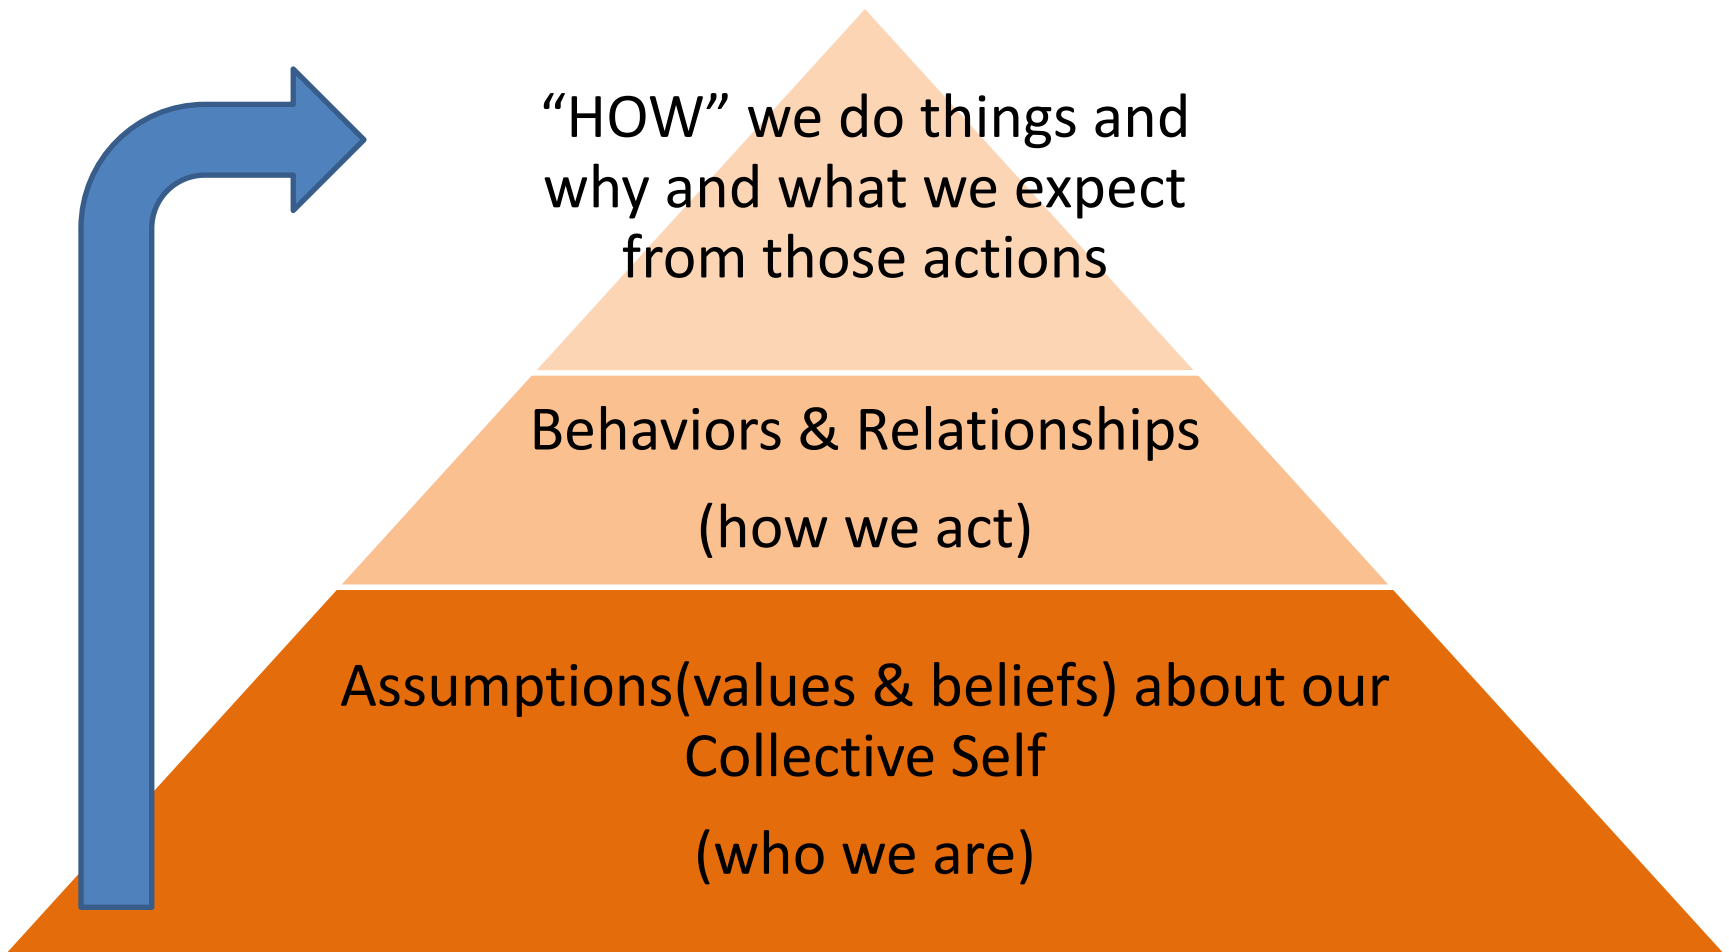 “HOW” we do things and
why and what we expect
from those actions
Behaviors & Relationships
(how we act)
Assumptions(values & beliefs) about our
Collective Self
(who we are)